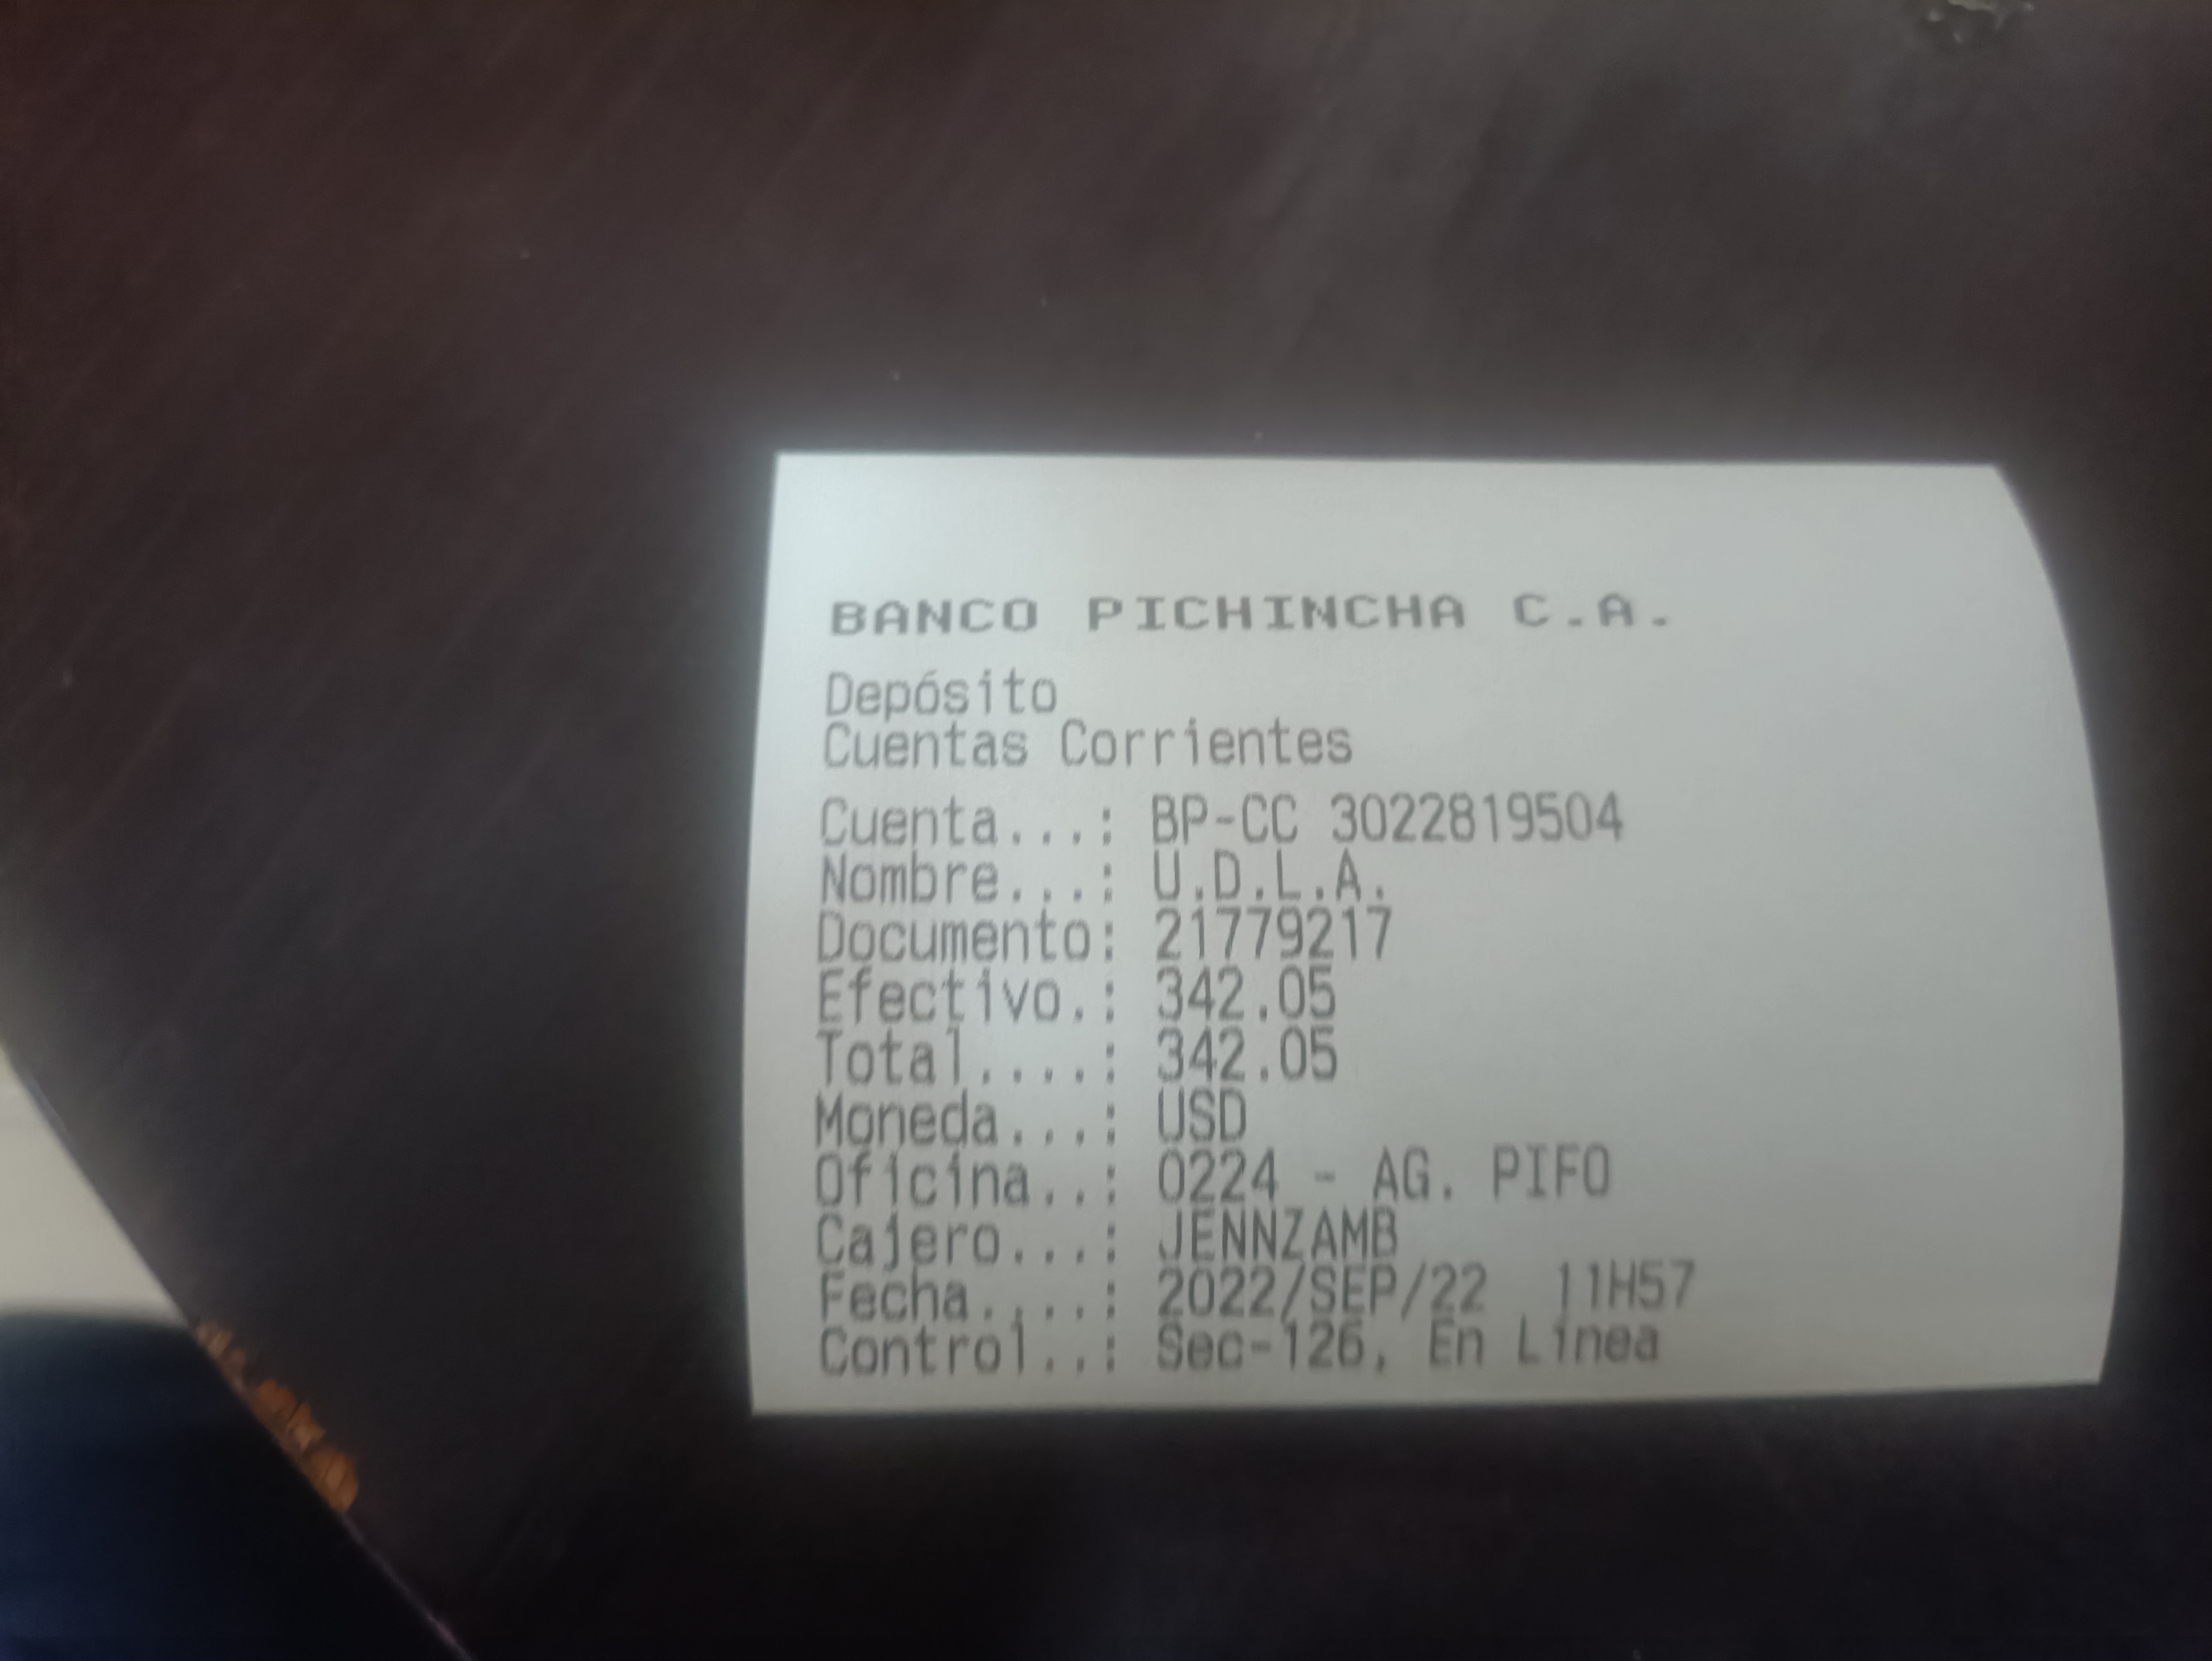 BANCO PICHINCHA C.A.
Depósito
Cuentas Corrientes
Cuenta...: BP-CC 3022819504
Nombre...: U.D.L.A.
Documento: 21779217
Efectivo.: 342.05
Total....: 342.05
Moneda...: USD
Oficina..: 0224 - AG. PIFO
Cajero...: JENNZAMB
Fecha....: 2022/SEP/22 11H57
Control..: Sec-126, En Línea